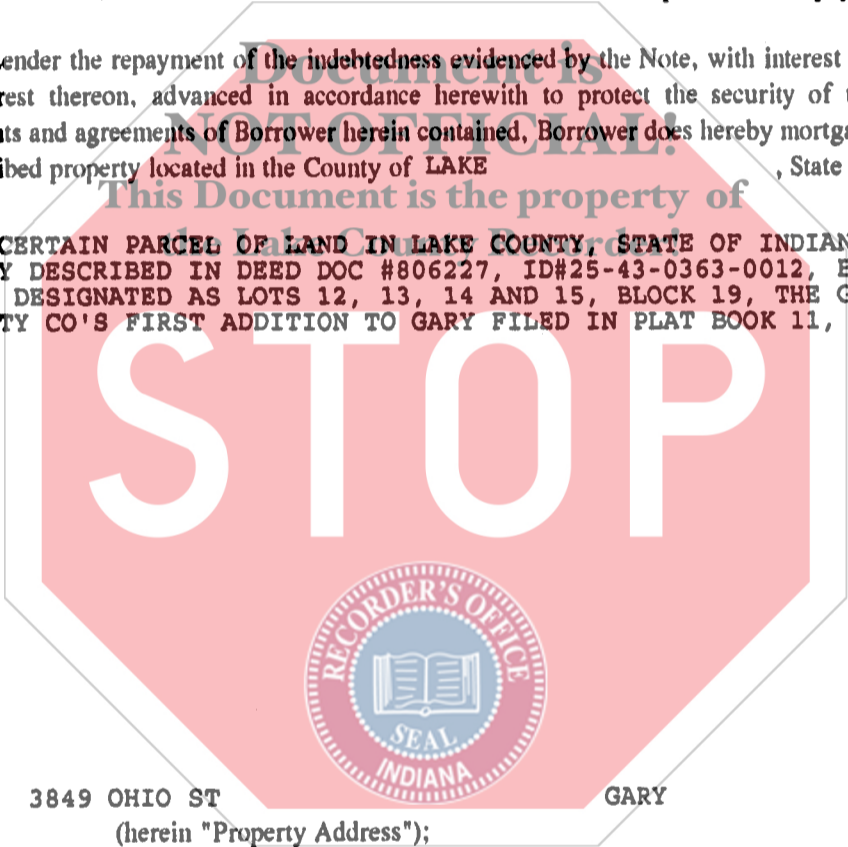 ender the repayment of the indebtedness evidenced by the Note, with interest
rest thereon, advanced in accordance herewith to protect the security of
ts and agreements of Borrower herein contained, Borrower does hereby mortga
ibed property located in the County of LAKE , State
Document is
NOT OFFICIAL!
This Document is the property of
the Lake County Recorder!
CERTAIN PARCEL OF LAND IN LAKE COUNTY, STATE OF INDIAN
Y DESCRIBED IN DEED DOC #806227, ID#25-43-0363-0012, B
DESIGNATED AS LOTS 12, 13, 14 AND 15, BLOCK 19, THE G
TY CO'S FIRST ADDITION TO GARY FILED IN PLAT BOOK 11,
STOP
RECORDER'S OFFICE
SEAL
INDIANA
3849 OHIO ST GARY
(herein "Property Address");